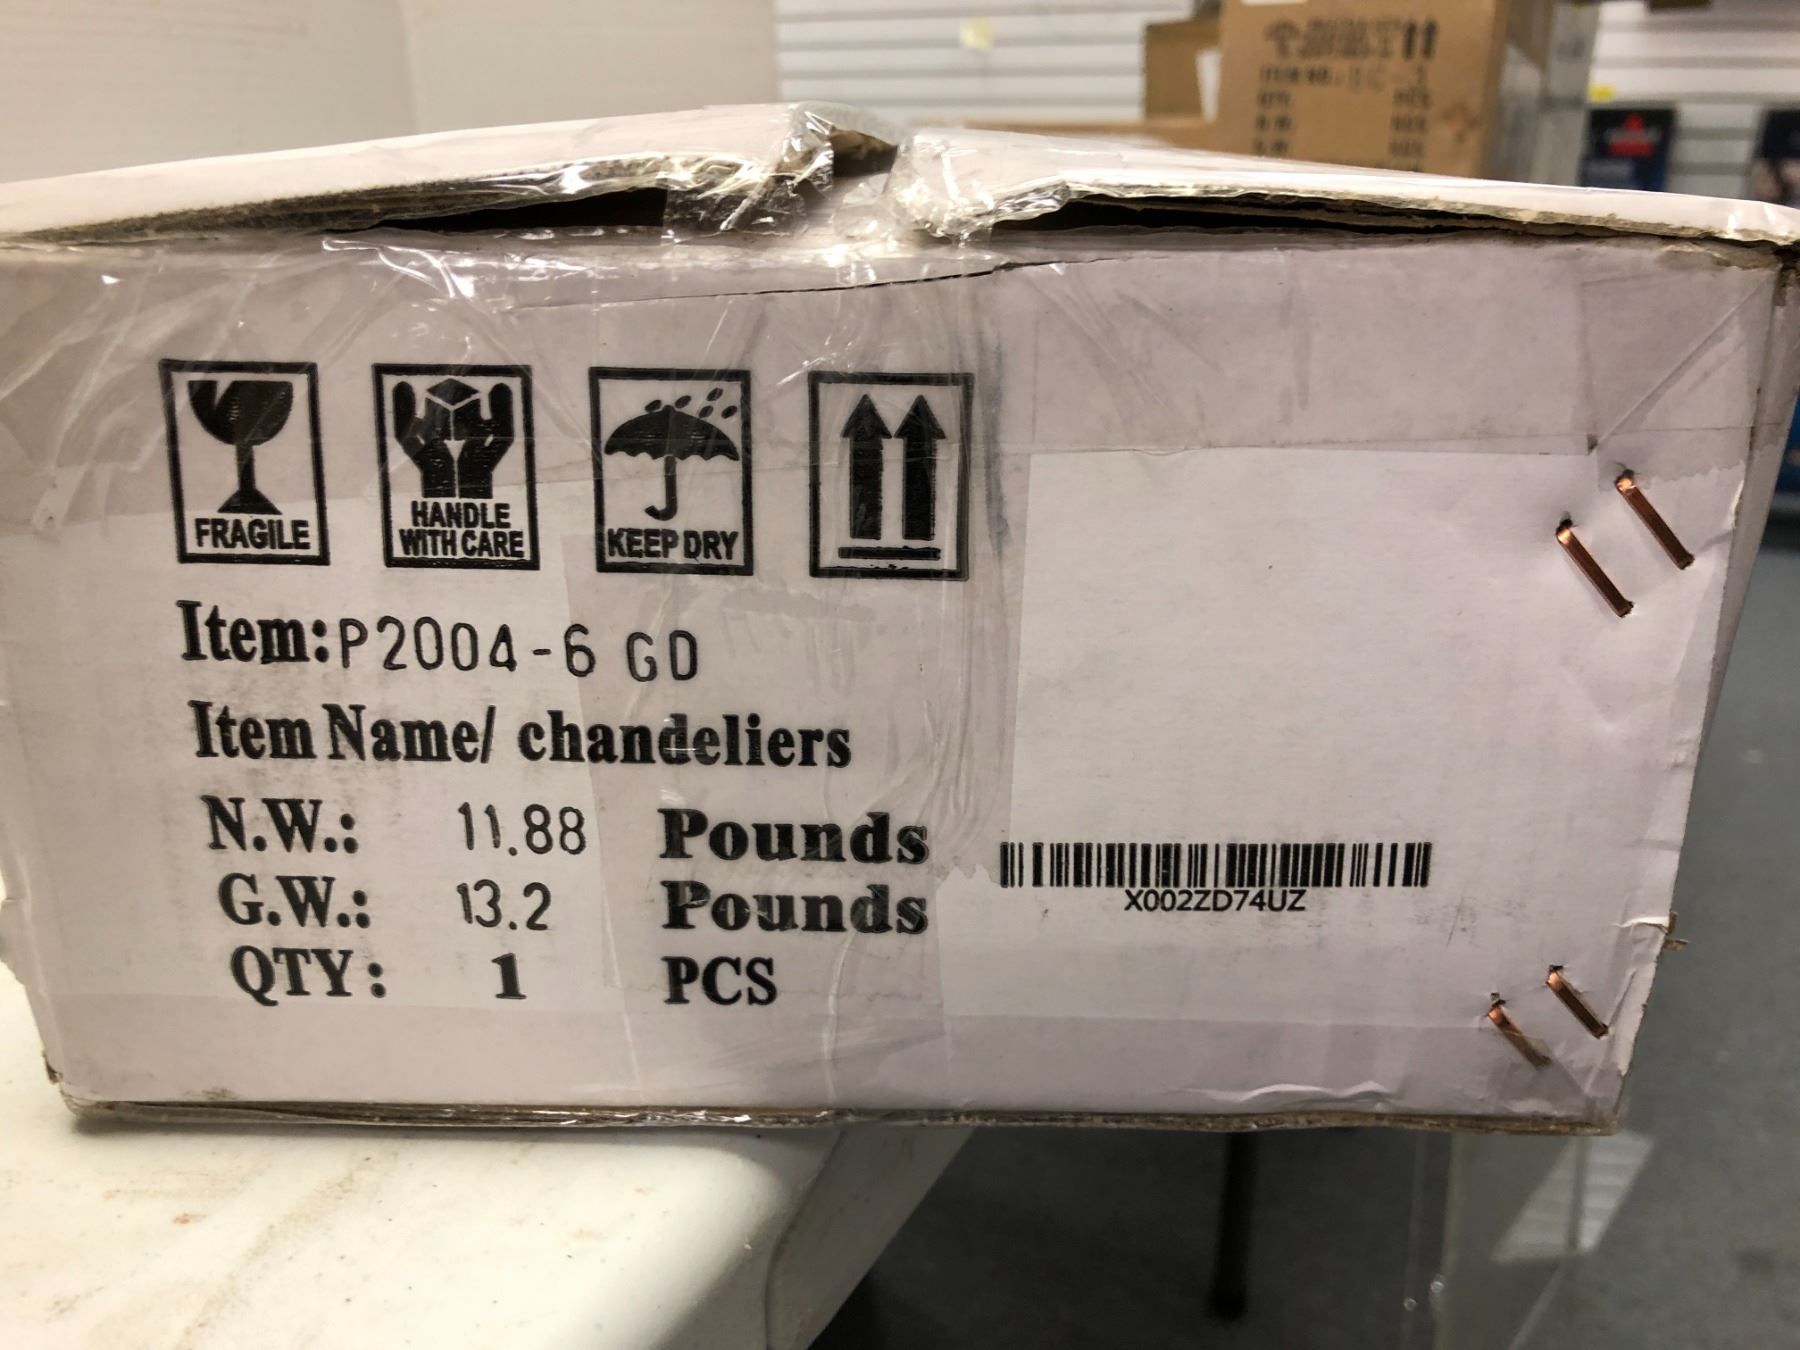 FRAGILE
HANDLE
WITH CARE
KEEP DRY
Item: P2004-6 GD
Item Name/ chandeliers
N.W.: 11.88 Pounds
G.W.: 13.2 Pounds
QTY: 1 PCS
X002ZD74UZ